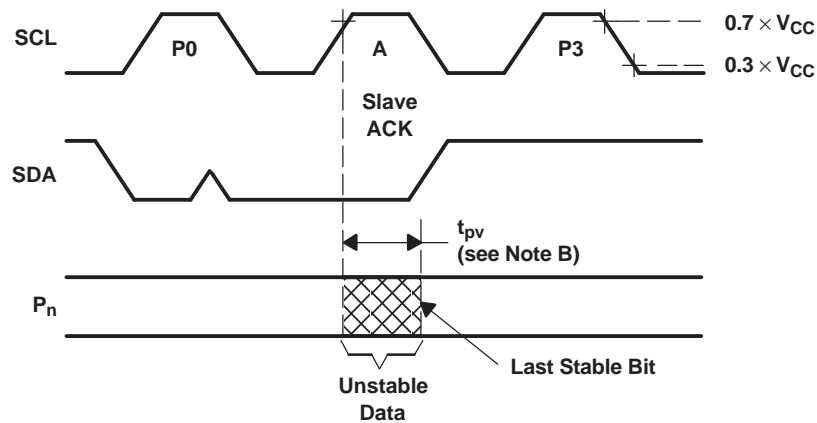 SCL
P0
A
P3
0.7 × VCC
0.3 × VCC
Slave
ACK
SDA
tpv
(see Note B)
Pn
Last Stable Bit
Unstable
Data